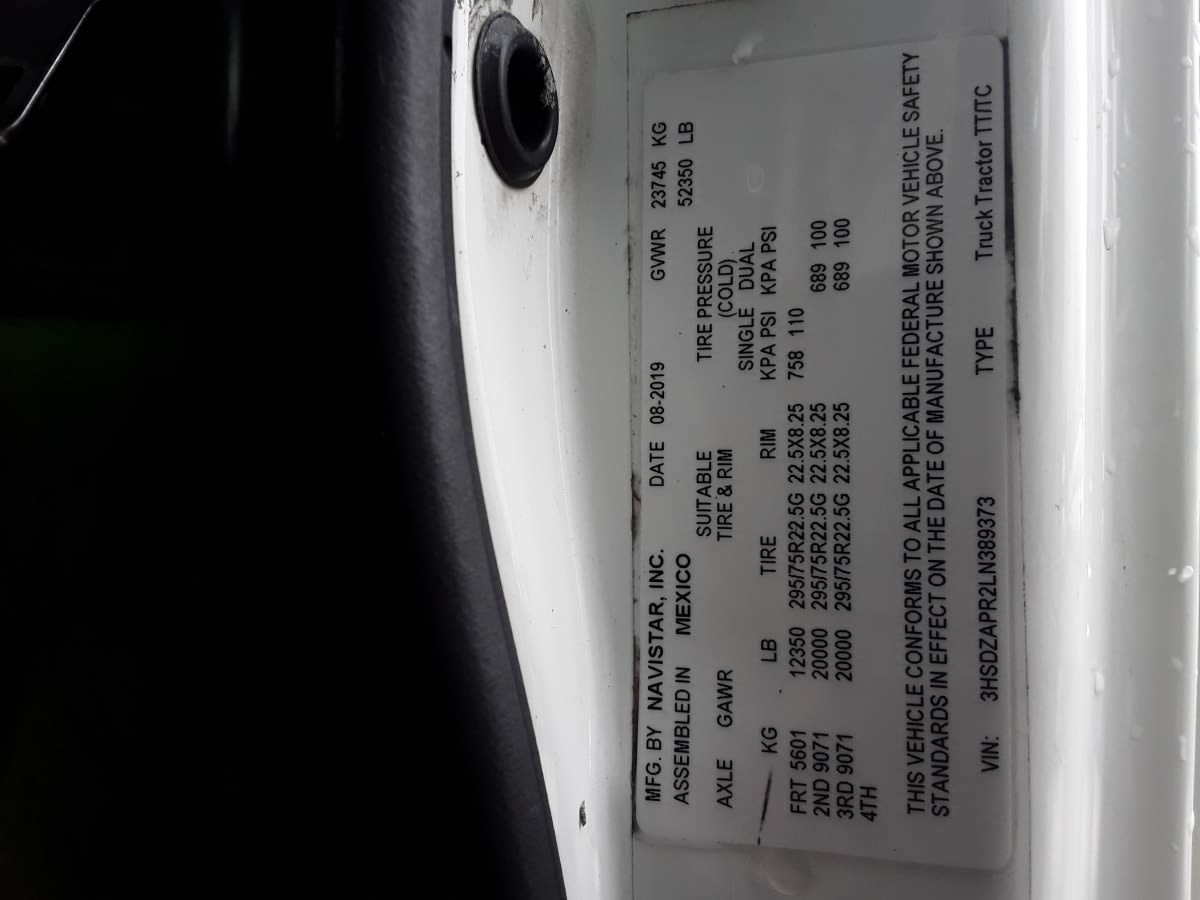 MFG. BY NAVISTAR, INC. DATE 08-2019 GVWR 23745 KG
ASSEMBLED IN MEXICO 52350 LB
SUITABLE TIRE PRESSURE
AXLE GAWR TIRE & RIM (COLD)
SINGLE DUAL
KG LB TIRE RIM KPA PSI KPA PSI
FRT 5601 12350 295/75R22.5G 22.5X8.25 758 110
2ND 9071 20000 295/75R22.5G 22.5X8.25 689 100
3RD 9071 20000 295/75R22.5G 22.5X8.25 689 100
4TH
THIS VEHICLE CONFORMS TO ALL APPLICABLE FEDERAL MOTOR VEHICLE SAFETY
STANDARDS IN EFFECT ON THE DATE OF MANUFACTURE SHOWN ABOVE.
VIN: 3HSDZAPR2LN389373 TYPE Truck Tractor TT/TC